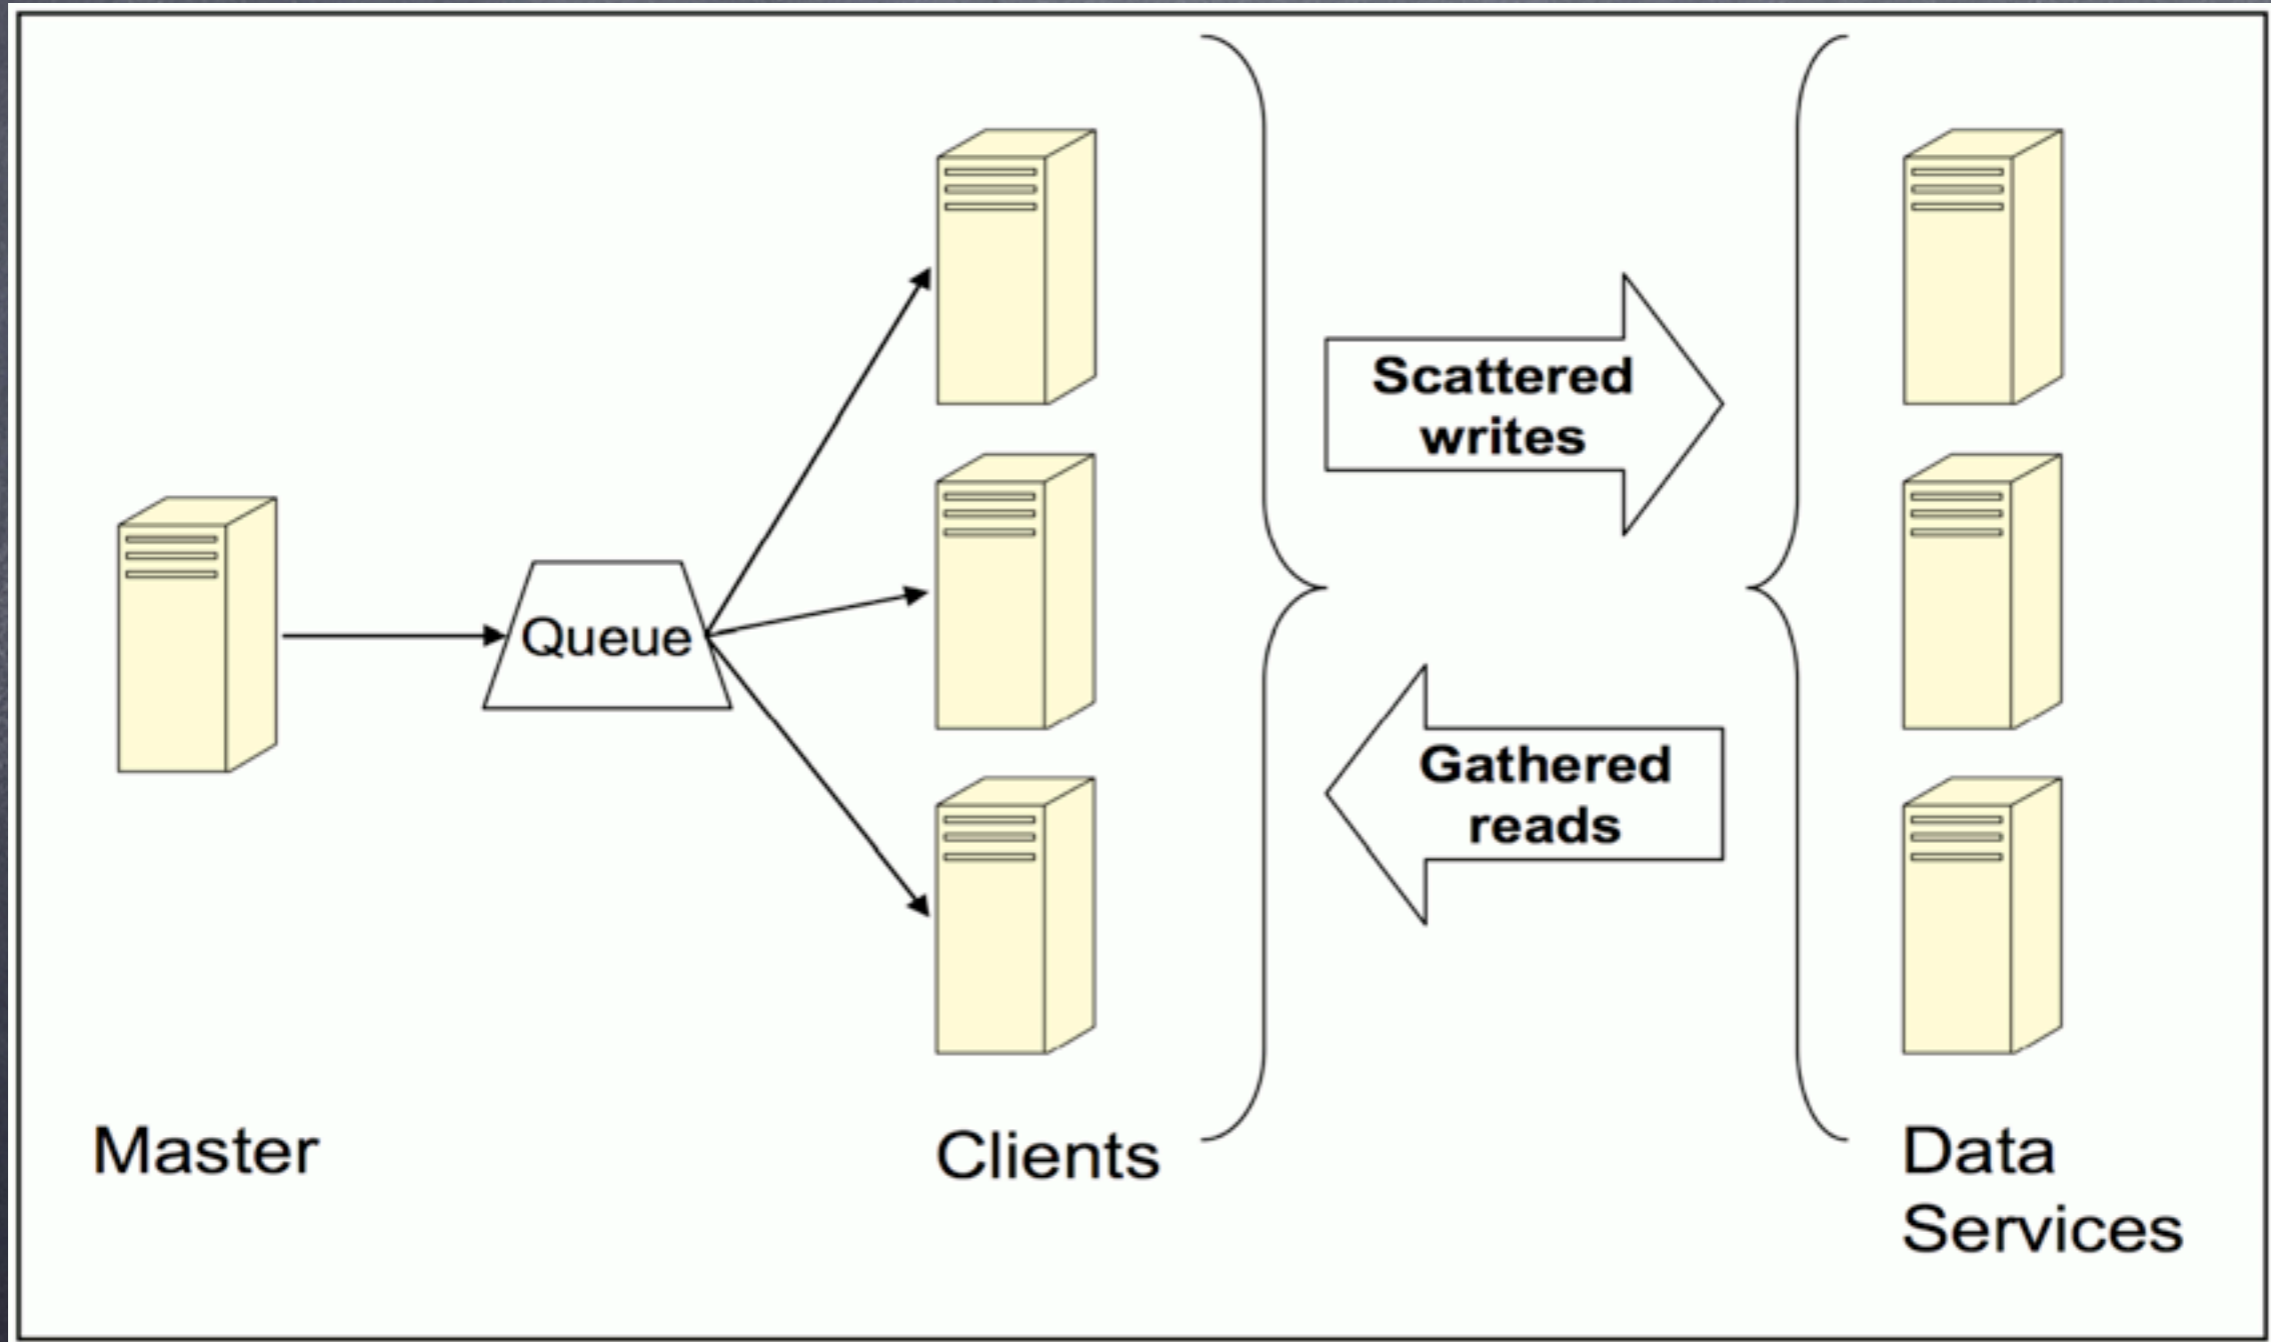 Scattered
writes
Queue
Gathered
reads
Master
Clients
Data
Services